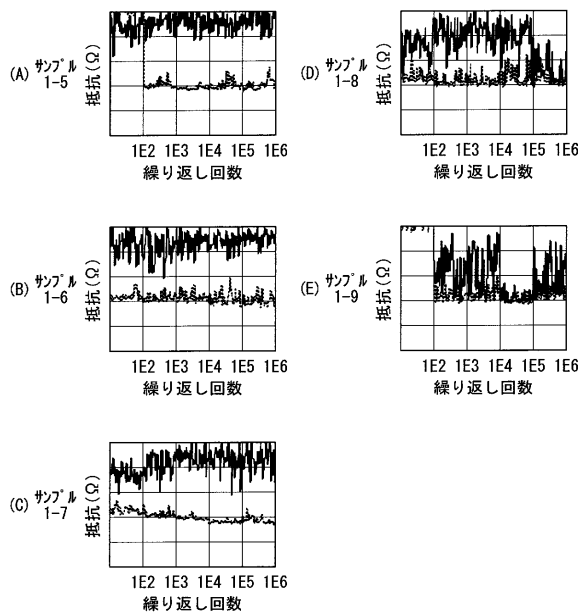 (A) サンプル
1-5
抵抗(Ω)
1E2 1E3 1E4 1E5 1E6
繰り返し回数
(B) サンプル
1-6
抵抗(Ω)
1E2 1E3 1E4 1E5 1E6
繰り返し回数
(C) サンプル
1-7
抵抗(Ω)
1E2 1E3 1E4 1E5 1E6
繰り返し回数
(D) サンプル
1-8
抵抗(Ω)
1E2 1E3 1E4 1E5 1E6
繰り返し回数
(E) サンプル
1-9
抵抗(Ω)
1E2 1E3 1E4 1E5 1E6
繰り返し回数